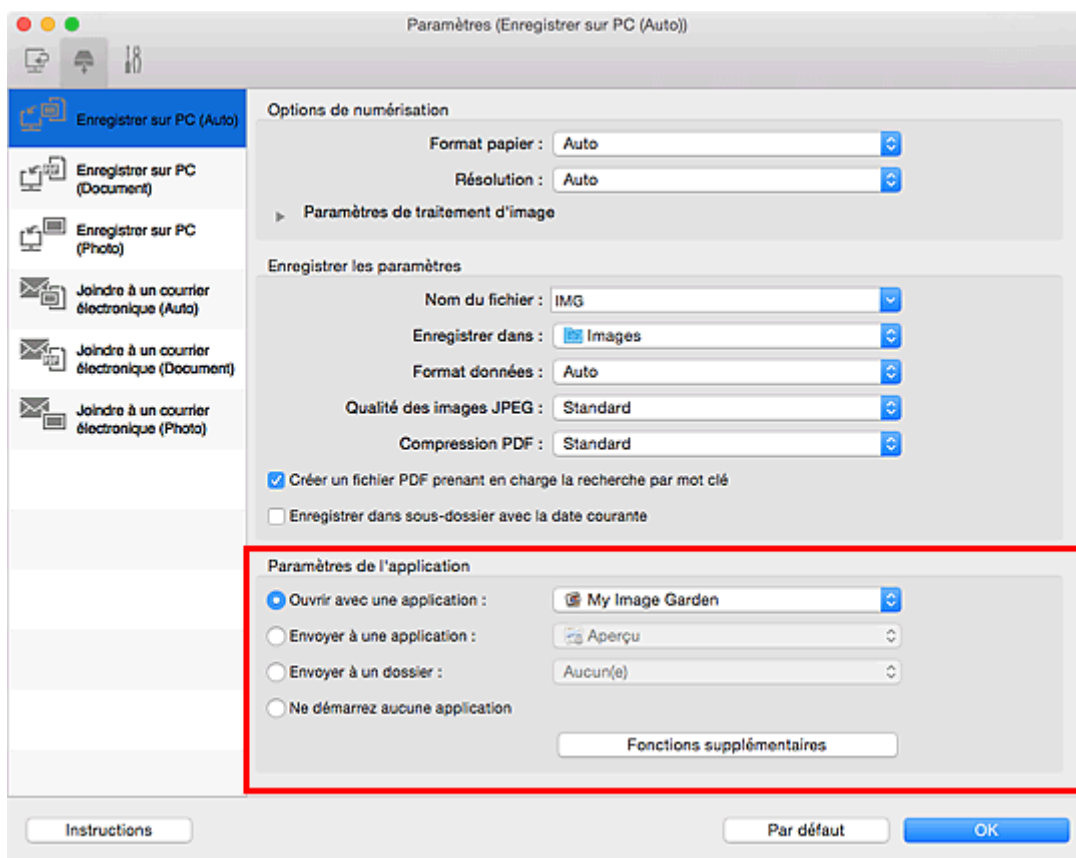 Paramètres (Enregistrer sur PC (Auto))
Enregistrer sur PC (Auto)
Enregistrer sur PC
(Document)
Enregistrer sur PC
(Photo)
Joindre à un courrier
électronique (Auto)
Joindre à un courrier
électronique (Document)
Joindre à un courrier
électronique (Photo)
Options de numérisation
Format papier : Auto
Résolution : Auto
Paramètres de traitement d'image
Enregistrer les paramètres
Nom du fichier : IMG
Enregistrer dans : Images
Format données : Auto
Qualité des images JPEG : Standard
Compression PDF : Standard
Créer un fichier PDF prenant en charge la recherche par mot clé
Enregistrer dans sous-dossier avec la date courante
Paramètres de l'application
Ouvrir avec une application : My Image Garden
Envoyer à une application : Aperçu
Envoyer à un dossier : Aucun(e)
Ne démarrez aucune application
Fonctions supplémentaires
Instructions
Par défaut
OK